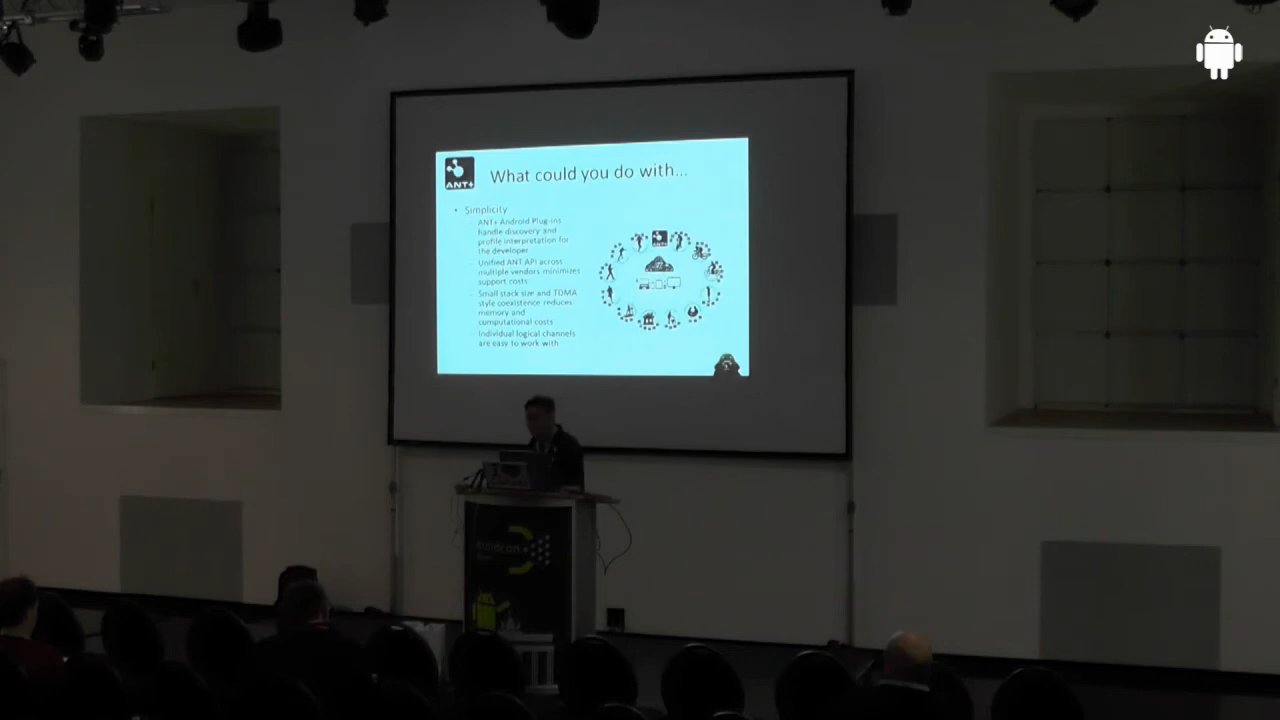 ANT+
What could you do with...
• Simplicity
– ANT+ Android Plug-ins
handle discovery and
profile interpretation for
the developer
– Unified ANT API across
multiple vendors minimizes
support costs
– Small stack size and TDMA
style coexistence reduces
memory and
computational costs
– Individual logical channels
are easy to work with